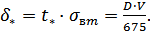 δ* = t* · σвт = D·V/675.